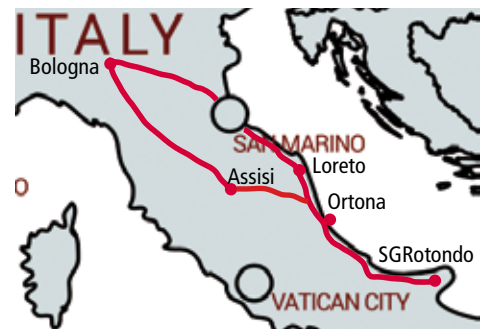 ITALY
Bologna
SAN MARINO
Loreto
Assisi
O
Ortona
SGRotondo
VATICAN CITY